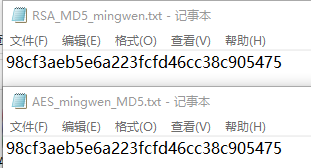 RSA_MD5_mingwen.txt - 记事本
文件(F) 编辑(E) 格式(O) 查看(V) 帮助(H)
98cf3aeb5e6a223fcfd46cc38c905475
AES_mingwen_MD5.txt - 记事本
文件(F) 编辑(E) 格式(O) 查看(V) 帮助(H)
98cf3aeb5e6a223fcfd46cc38c905475